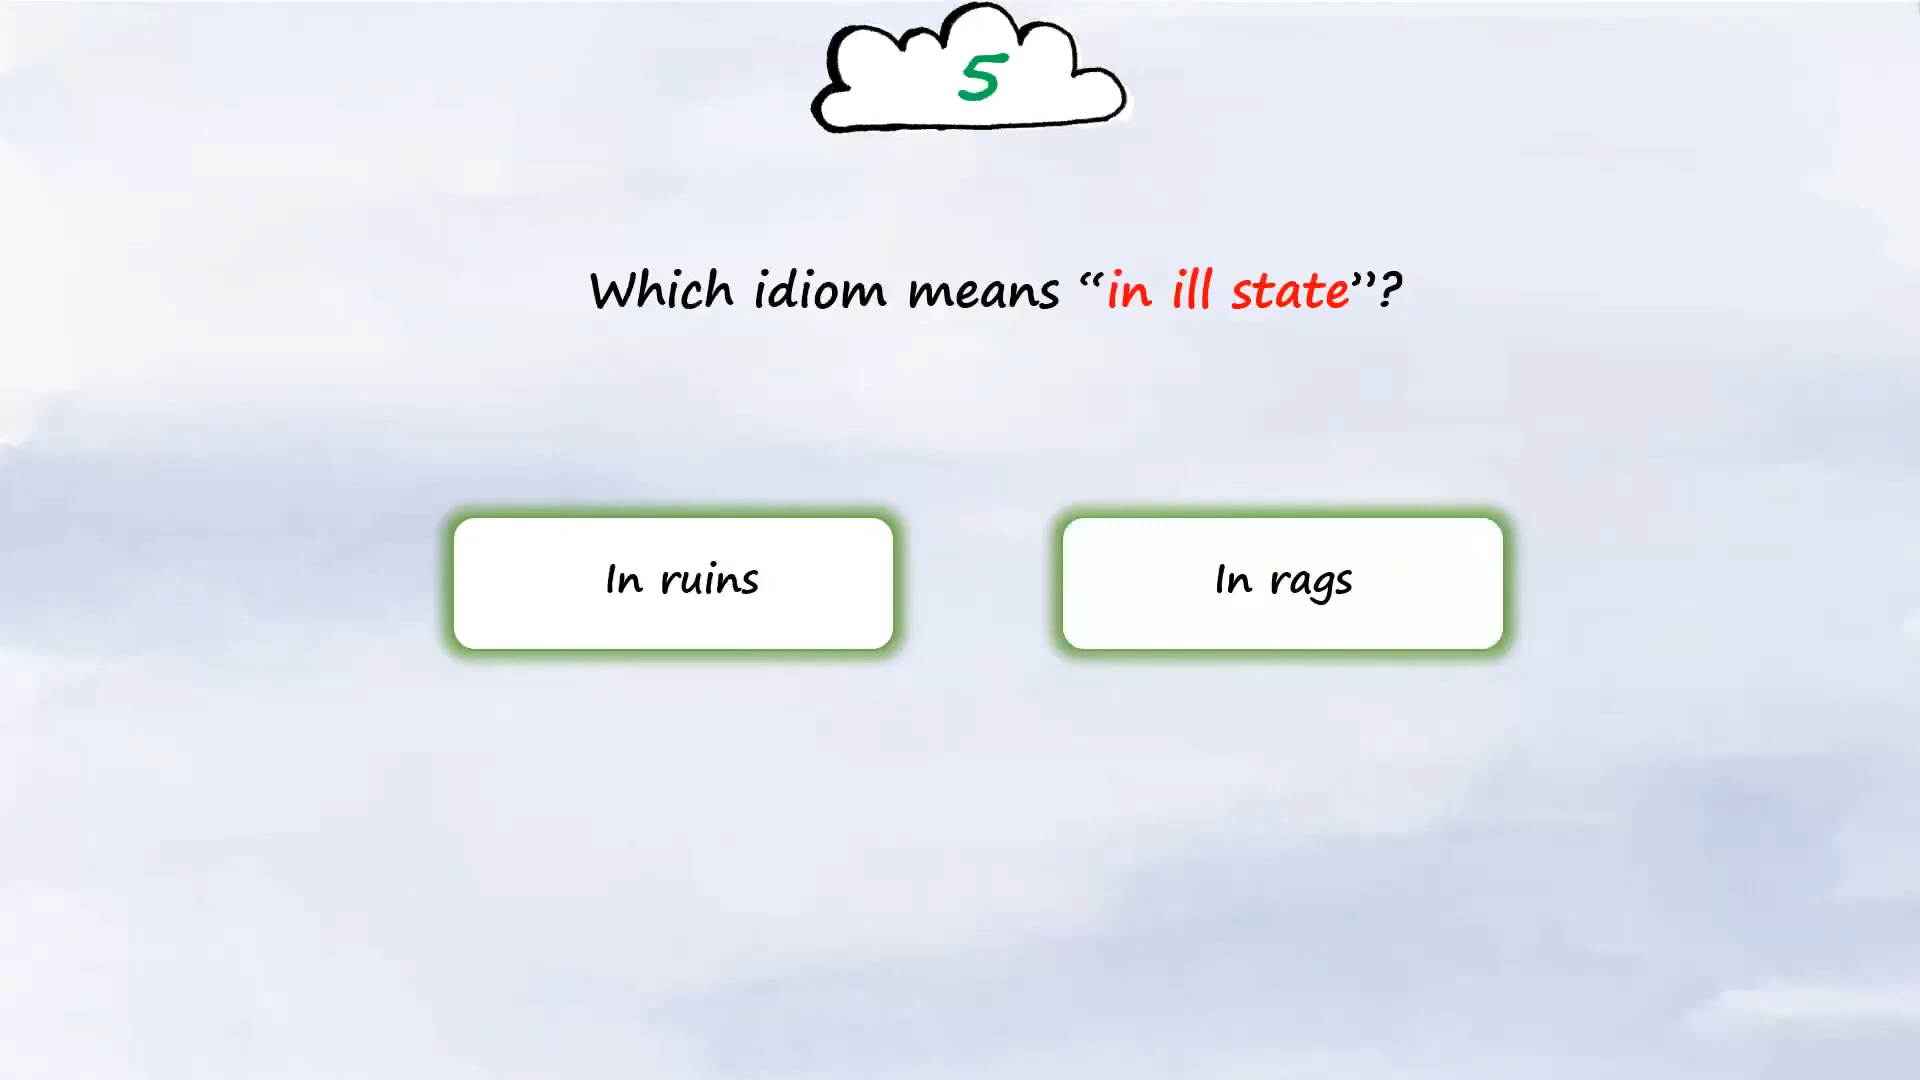 5
Which idiom means “in ill state”?
In ruins
In rags